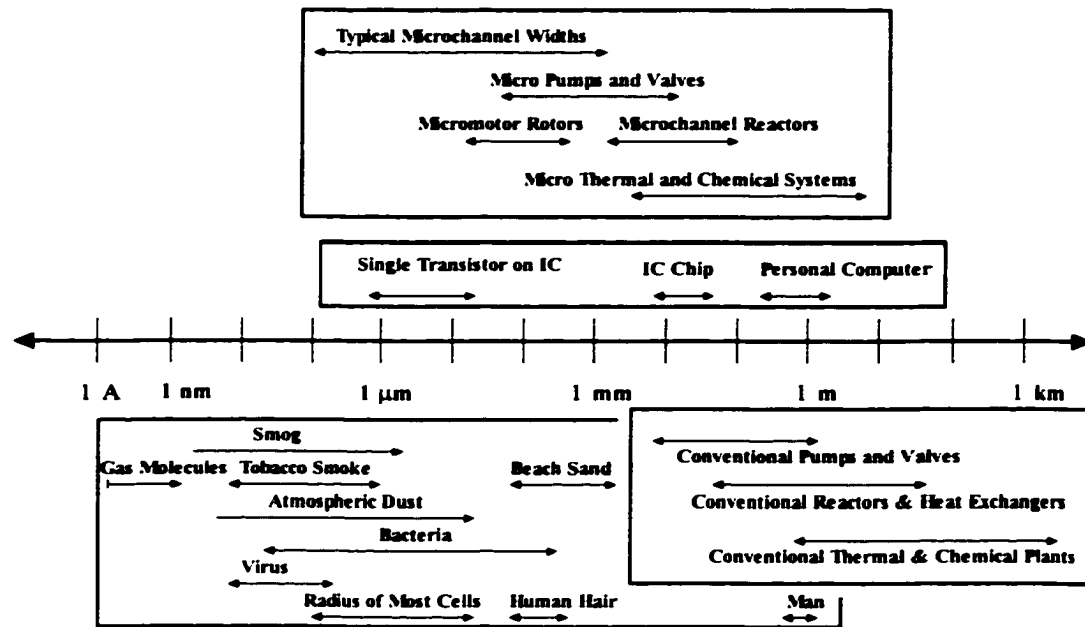 Typical Microchannel Widths
Micro Pumps and Valves
Micromotor Rotors Microchannel Reactors
Micro Thermal and Chemical Systems
Single Transistor on IC IC Chip Personal Computer
1 A 1 nm 1 μm 1 mm 1 m 1 km
Smog
Conventional Pumps and Valves
Gas Molecules Tobacco Smoke Beach Sand
Atmospheric Dust
Conventional Reactors & Heat Exchangers
Bacteria
Conventional Thermal & Chemical Plants
Virus
Radius of Most Cells Human Hair Man